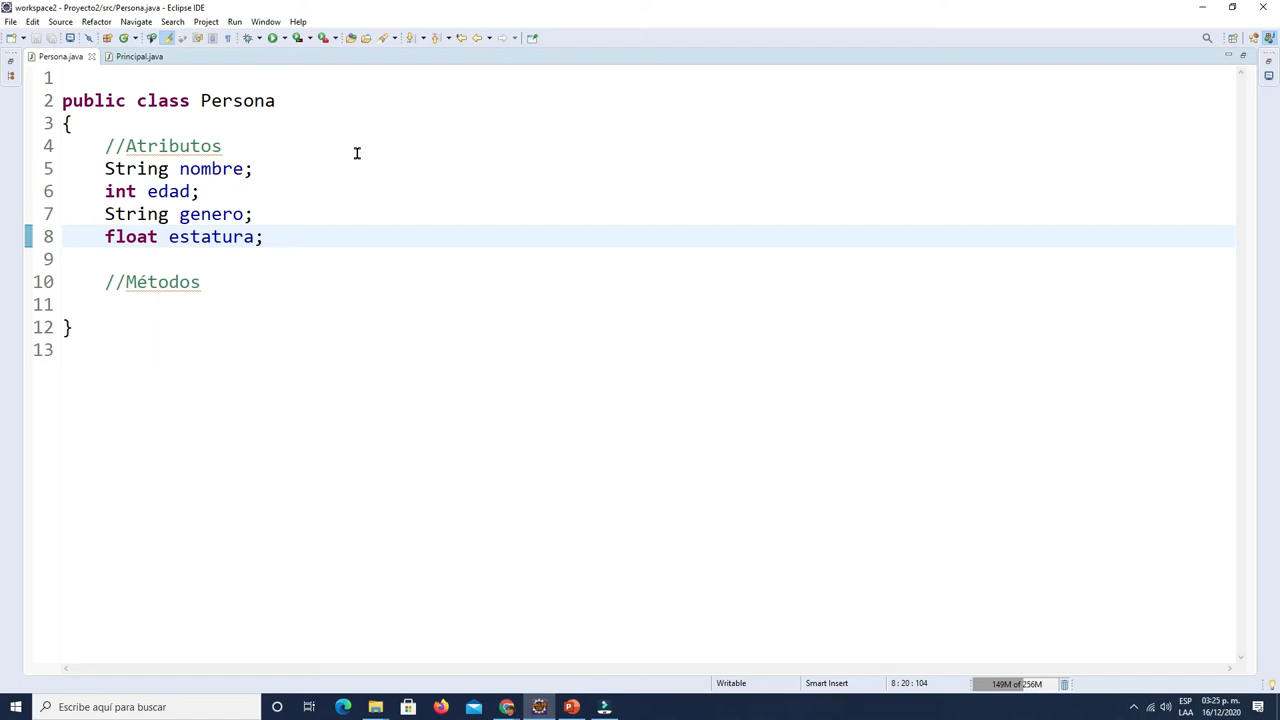 workspace2 - Proyecto2/src/Persona.java - Eclipse IDE
File Edit Source Refactor Navigate Search Project Run Window Help
Persona.java Principal.java
1
2 public class Persona
3 {
4 //Atributos
5 String nombre;
6 int edad;
7 String genero;
8 float estatura;
9
10 //Métodos
11
12 }
13
Writable Smart Insert 8 : 20 : 104 149M of 256M
Escribe aquí para buscar
ESP 03:25 p. m.
LAA 16/12/2020